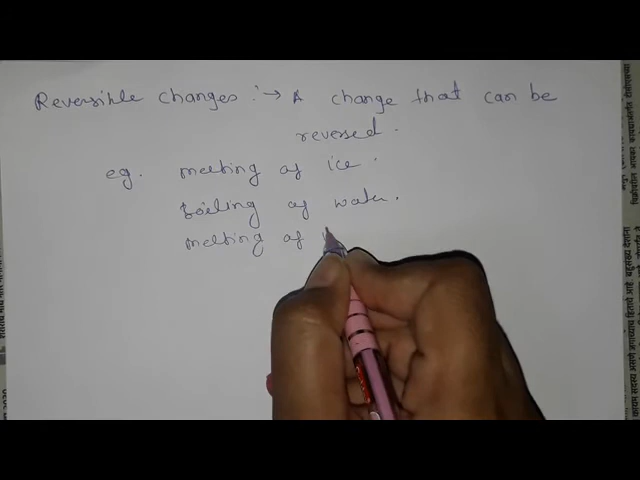 Reversible changes :→ A change that can be
reversed.
eg. melting of ice.
boiling of water.
melting of